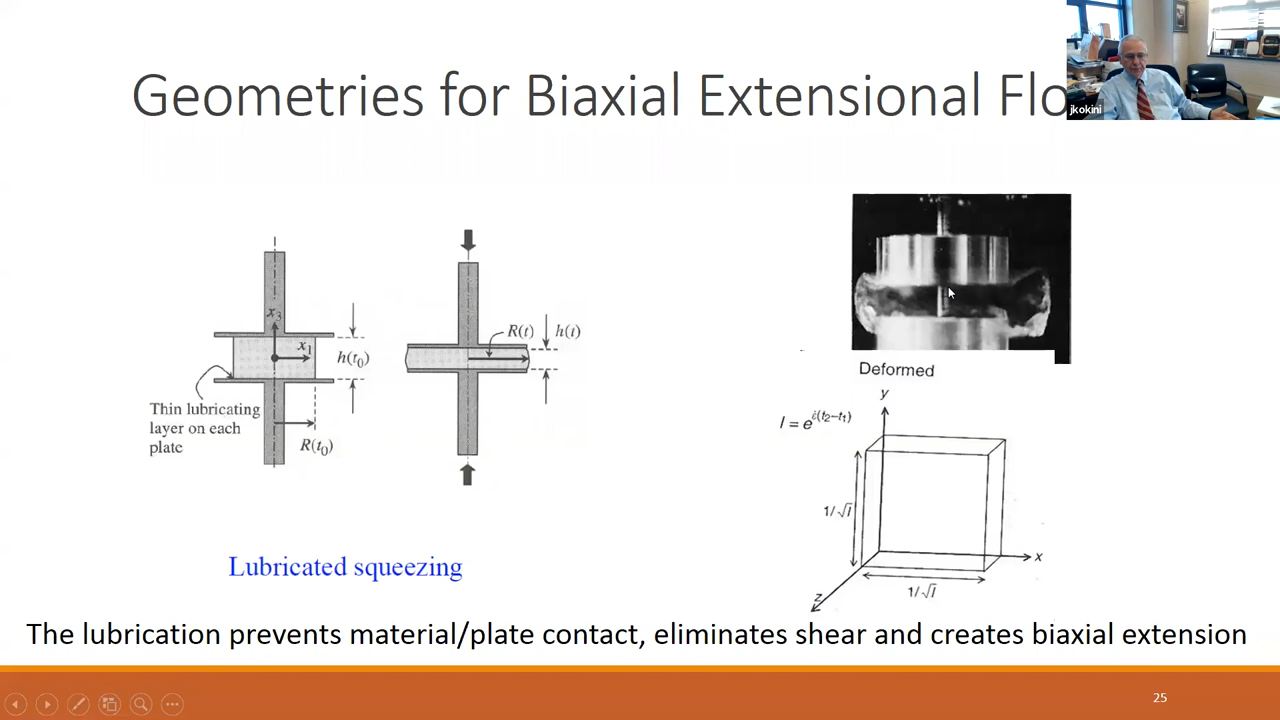 Geometries for Biaxial Extensional Flo
jkokini
x₃
x₁
h(t₀)
R(t₀)
Thin lubricating
layer on each
plate
R(t)
h(t)
Lubricated squeezing
Deformed
l = e^ε̇(t₂−t₁)
y
1/√l
x
1/√l
z
The lubrication prevents material/plate contact, eliminates shear and creates biaxial extension
25